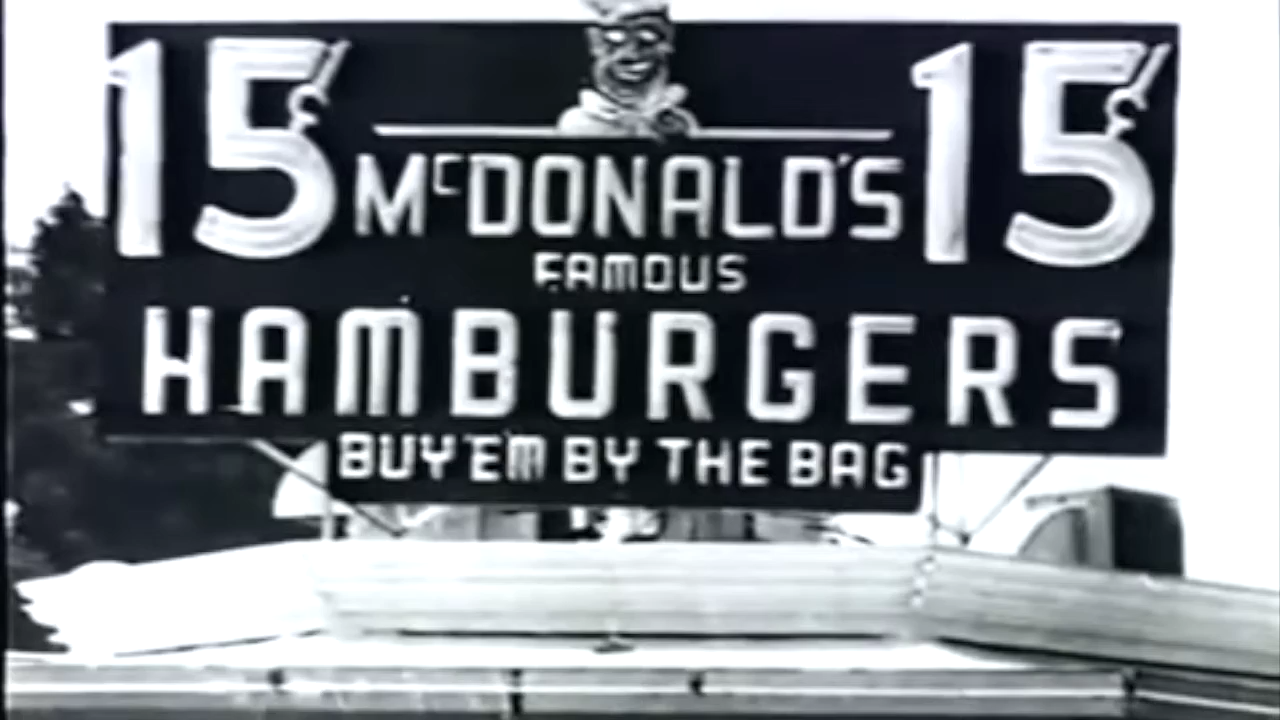 15¢ 15¢
McDONALD'S
FAMOUS
HAMBURGERS
BUY 'EM BY THE BAG